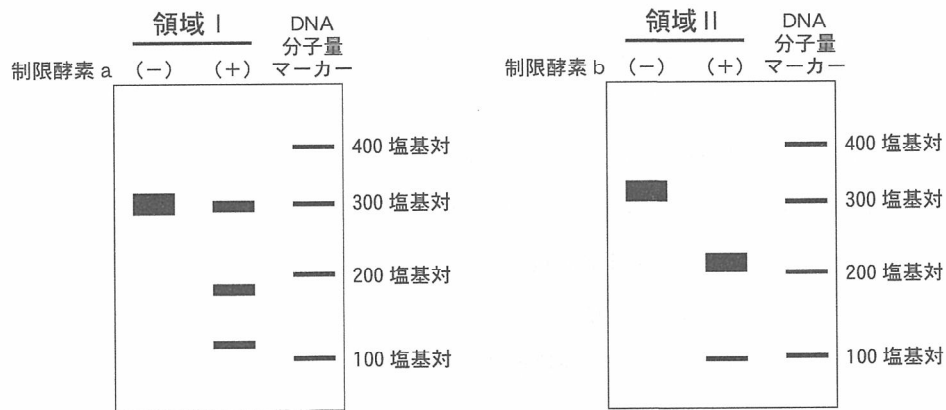 領域Ⅰ
DNA
分子量
マーカー
制限酵素 a (−) (+)
400 塩基対
300 塩基対
200 塩基対
100 塩基対
領域Ⅱ
DNA
分子量
マーカー
制限酵素 b (−) (+)
400 塩基対
300 塩基対
200 塩基対
100 塩基対